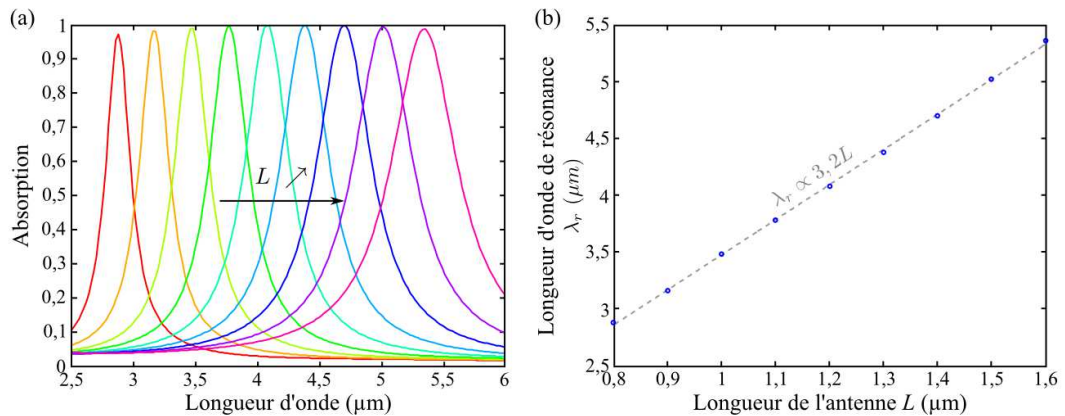 (a)
1
0,9
0,8
0,7
0,6
0,5
0,4
0,3
0,2
0,1
0
Absorption
L ↗
2,5 3 3,5 4 4,5 5 5,5 6
Longueur d'onde (µm)
(b)
5,5
5
4,5
4
3,5
3
2,5
Longueur d'onde de résonance
λr (µm)
λr ∝ 3, 2L
0,8 0,9 1 1,1 1,2 1,3 1,4 1,5 1,6
Longueur de l'antenne L (µm)